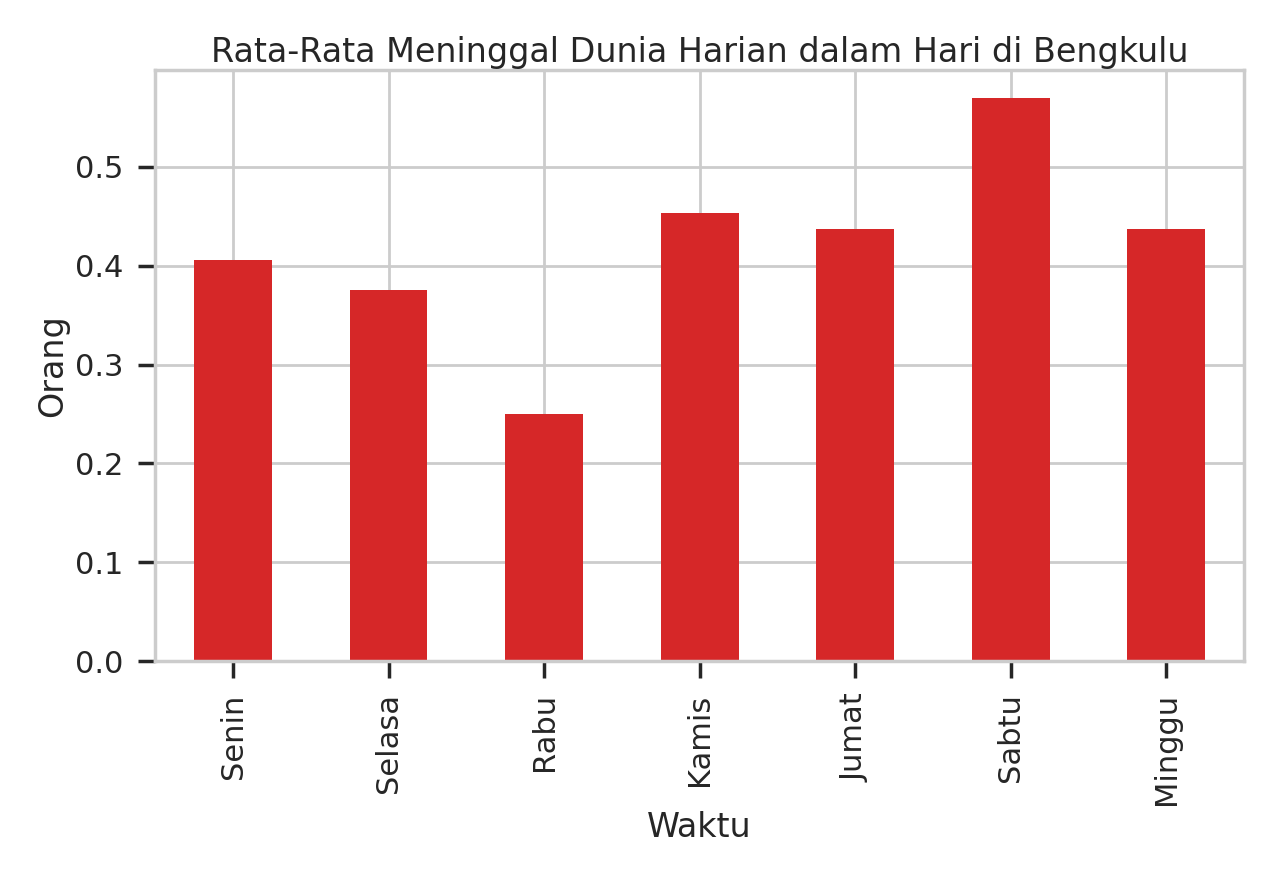 Rata-Rata Meninggal Dunia Harian dalam Hari di Bengkulu
Orang
0.5
0.4
0.3
0.2
0.1
0.0
Senin
Selasa
Rabu
Kamis
Jumat
Sabtu
Minggu
Waktu